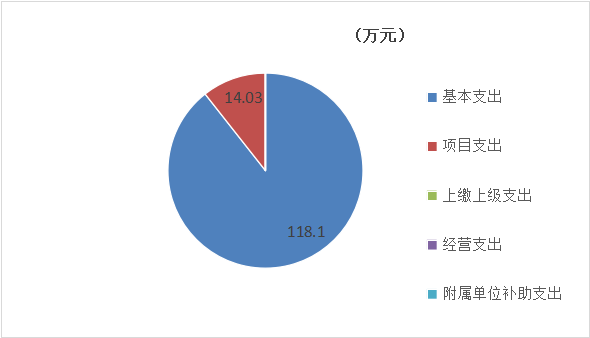 （万元）
14.03
118.1
基本支出
项目支出
上缴上级支出
经营支出
附属单位补助支出